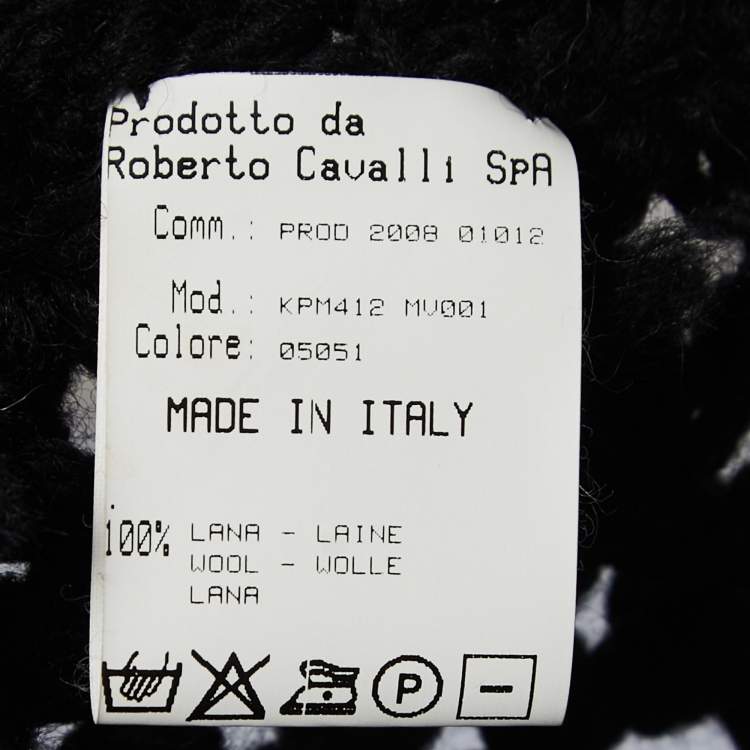 Prodotto da
Roberto Cavalli SpA
Comm.: PROD 2008 01012
Mod.: KPM412 MV001
Colore: 05051
MADE IN ITALY
100% LANA - LAINE
WOOL - WOLLE
LANA
P